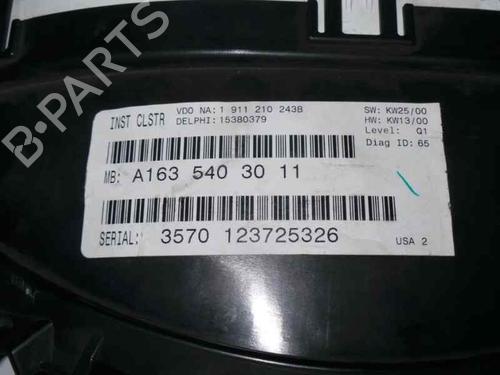 INST CLSTR
VDO NA: 1 911 210 243B
DELPHI: 15380379
SW: KW25/00
HW: KW13/00
Level: Q1
Diag ID: 65
MB: A163 540 30 11
SERIAL: 3570 123725326
USA 2
B-PARTS